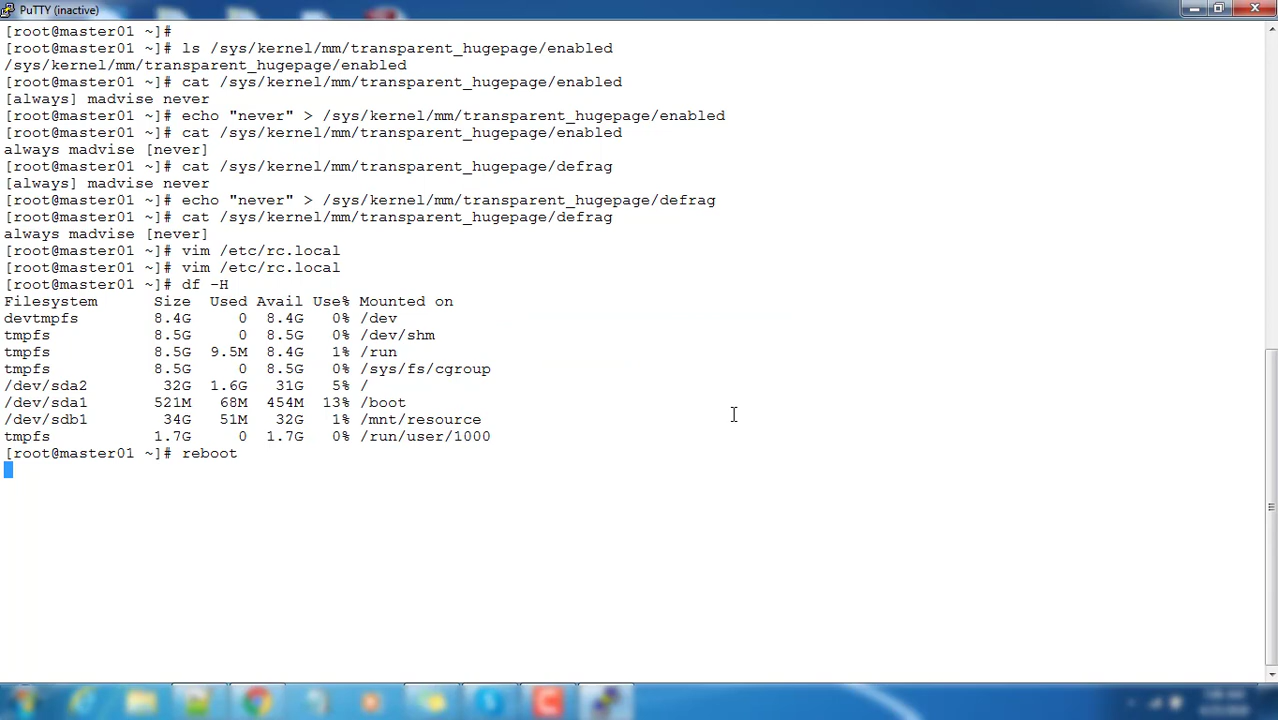 PuTTY (inactive)
[root@master01 ~]#
[root@master01 ~]# ls /sys/kernel/mm/transparent_hugepage/enabled
/sys/kernel/mm/transparent_hugepage/enabled
[root@master01 ~]# cat /sys/kernel/mm/transparent_hugepage/enabled
[always] madvise never
[root@master01 ~]# echo "never" > /sys/kernel/mm/transparent_hugepage/enabled
[root@master01 ~]# cat /sys/kernel/mm/transparent_hugepage/enabled
always madvise [never]
[root@master01 ~]# cat /sys/kernel/mm/transparent_hugepage/defrag
[always] madvise never
[root@master01 ~]# echo "never" > /sys/kernel/mm/transparent_hugepage/defrag
[root@master01 ~]# cat /sys/kernel/mm/transparent_hugepage/defrag
always madvise [never]
[root@master01 ~]# vim /etc/rc.local
[root@master01 ~]# vim /etc/rc.local
[root@master01 ~]# df -H
Filesystem      Size  Used Avail Use% Mounted on
devtmpfs        8.4G     0  8.4G   0% /dev
tmpfs           8.5G     0  8.5G   0% /dev/shm
tmpfs           8.5G  9.5M  8.4G   1% /run
tmpfs           8.5G     0  8.5G   0% /sys/fs/cgroup
/dev/sda2        32G  1.6G   31G   5% /
/dev/sda1       521M   68M  454M  13% /boot
/dev/sdb1        34G   51M   32G   1% /mnt/resource
tmpfs           1.7G     0  1.7G   0% /run/user/1000
[root@master01 ~]# reboot